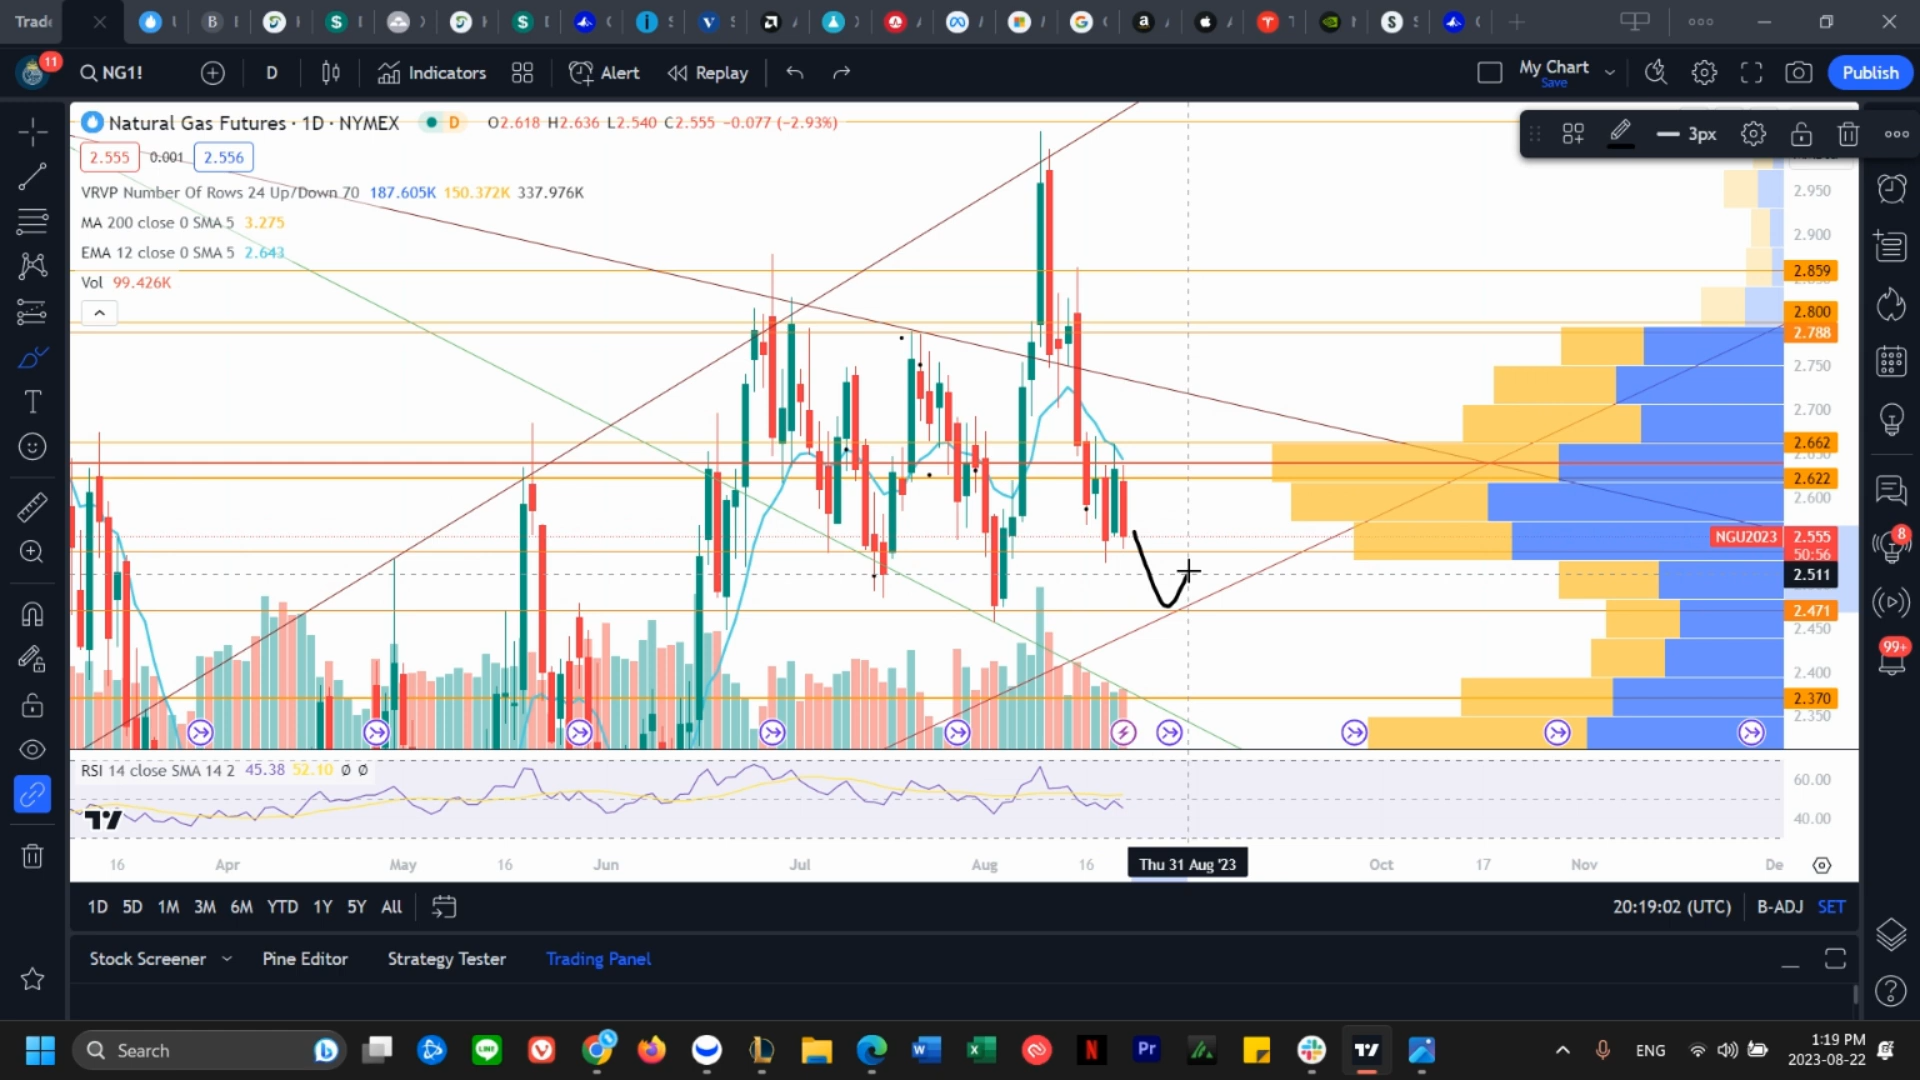 Trade
B
NG1!
D
Indicators
Alert
Replay
My Chart
Save
Publish
11
Natural Gas Futures · 1D · NYMEX
D
O2.618 H2.636 L2.540 C2.555 -0.077 (-2.93%)
3px
2.555
0.001
2.556
VRVP Number Of Rows 24 Up/Down 70 187.605K 150.372K 337.976K
MA 200 close 0 SMA 5 3.275
EMA 12 close 0 SMA 5 2.643
Vol 99.426K
2.950
2.900
2.859
2.800
2.788
2.750
2.700
2.662
2.622
2.600
NGU2023 2.555
50:56
2.511
2.471
2.450
2.400
2.370
2.350
8
99+
RSI 14 close SMA 14 2 45.38 52.10 Ø Ø
60.00
40.00
16 Apr May 16 Jun Jul Aug 16 Thu 31 Aug '23 Oct 17 Nov De
1D 5D 1M 3M 6M YTD 1Y 5Y All
20:19:02 (UTC) B-ADJ SET
Stock Screener Pine Editor Strategy Tester Trading Panel
Search
LINE
W
X
N
Pr
ENG
1:19 PM
2023-08-22